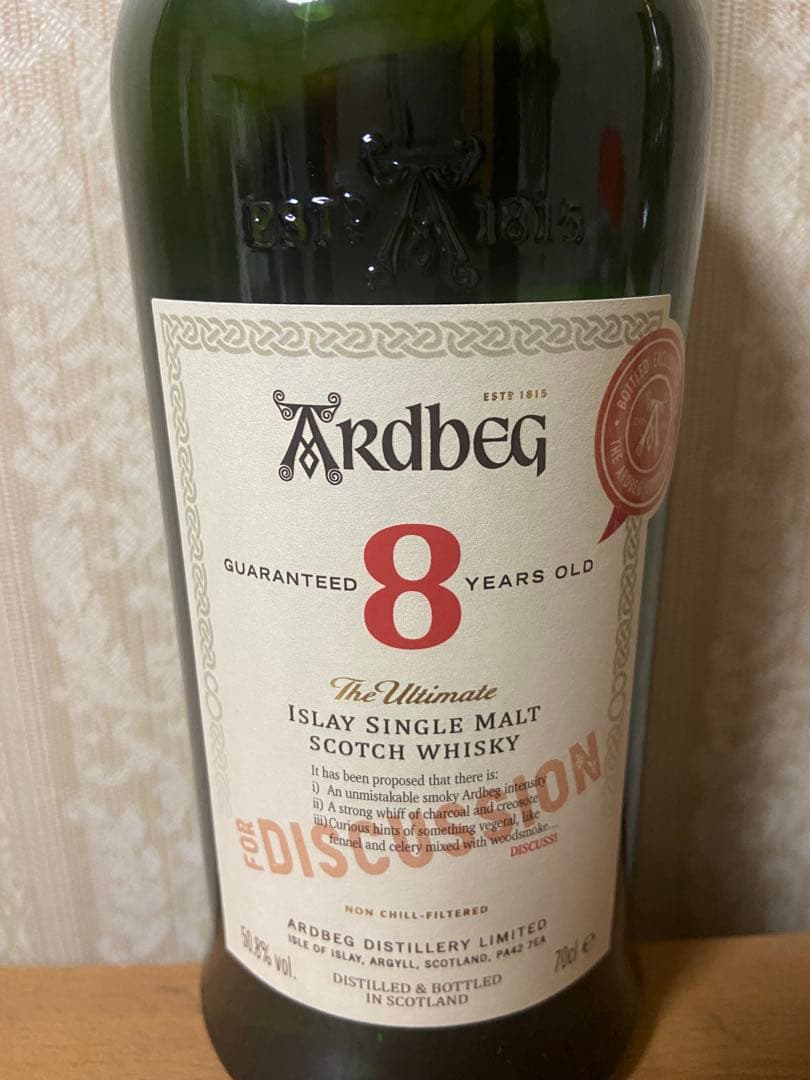 ESTD 1815
ESTD 1815
ARDBEG
BOTTLED
THE ARDBEG
GUARANTEED 8 YEARS OLD
The Ultimate
ISLAY SINGLE MALT
SCOTCH WHISKY
It has been proposed that there is:
i) An unmistakable smoky Ardbeg intensity
ii) A strong whiff of charcoal and creosote
iii) Curious hints of something vegetal, like
fennel and celery mixed with woodsmoke...
DISCUSS!
FOR DISCUSSION
NON CHILL-FILTERED
ARDBEG DISTILLERY LIMITED
ISLE OF ISLAY, ARGYLL, SCOTLAND, PA42 7EA
50.8% vol.
70cl e
DISTILLED & BOTTLED
IN SCOTLAND